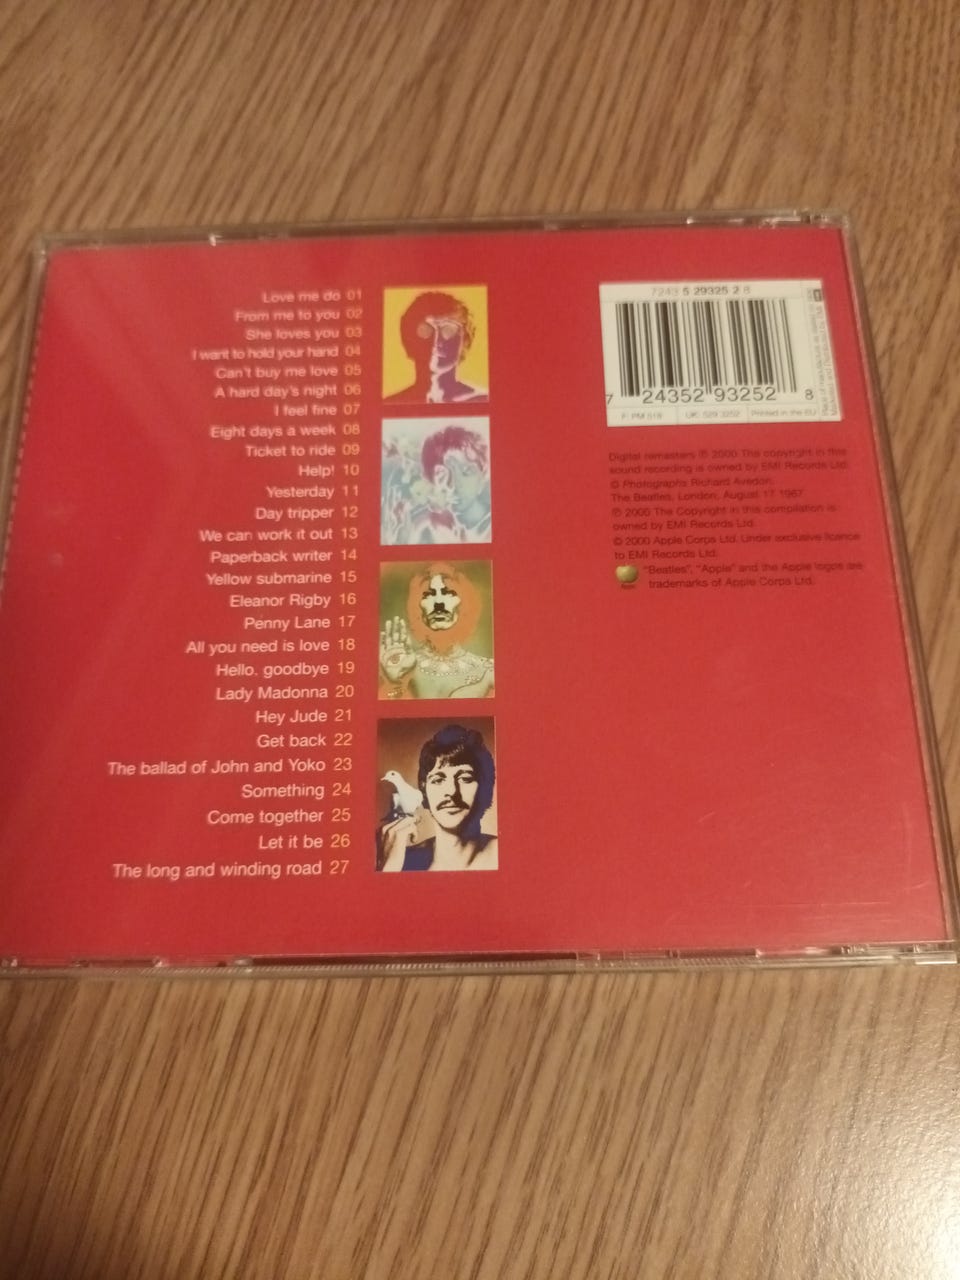 Love me do 01
From me to you 02
She loves you 03
I want to hold your hand 04
Can't buy me love 05
A hard day's night 06
I feel fine 07
Eight days a week 08
Ticket to ride 09
Help! 10
Yesterday 11
Day tripper 12
We can work it out 13
Paperback writer 14
Yellow submarine 15
Eleanor Rigby 16
Penny Lane 17
All you need is love 18
Hello, goodbye 19
Lady Madonna 20
Hey Jude 21
Get back 22
The ballad of John and Yoko 23
Something 24
Come together 25
Let it be 26
The long and winding road 27
7243 5 29325 2 8
7 24352 93252 8
F: PM 518
UK: 529 3252
Printed in the EU
Digital remasters ℗ 2000 The copyright in this
sound recording is owned by EMI Records Ltd.
© Photographs Richard Avedon.
The Beatles, London, August 17 1967
℗ 2000 The Copyright in this compilation is
owned by EMI Records Ltd.
© 2000 Apple Corps Ltd. Under exclusive licence
to EMI Records Ltd.
"Beatles", "Apple" and the Apple logos are
trademarks of Apple Corps Ltd.